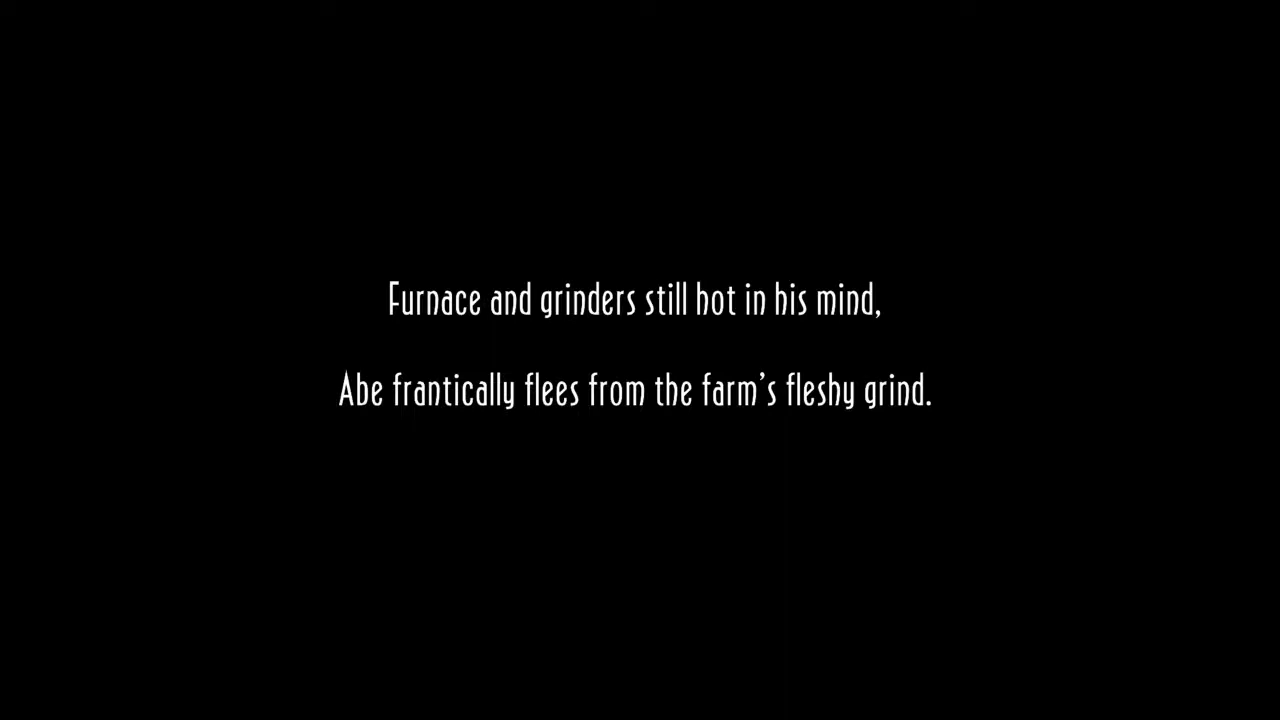 Furnace and grinders still hot in his mind,
Abe frantically flees from the farm’s fleshy grind.